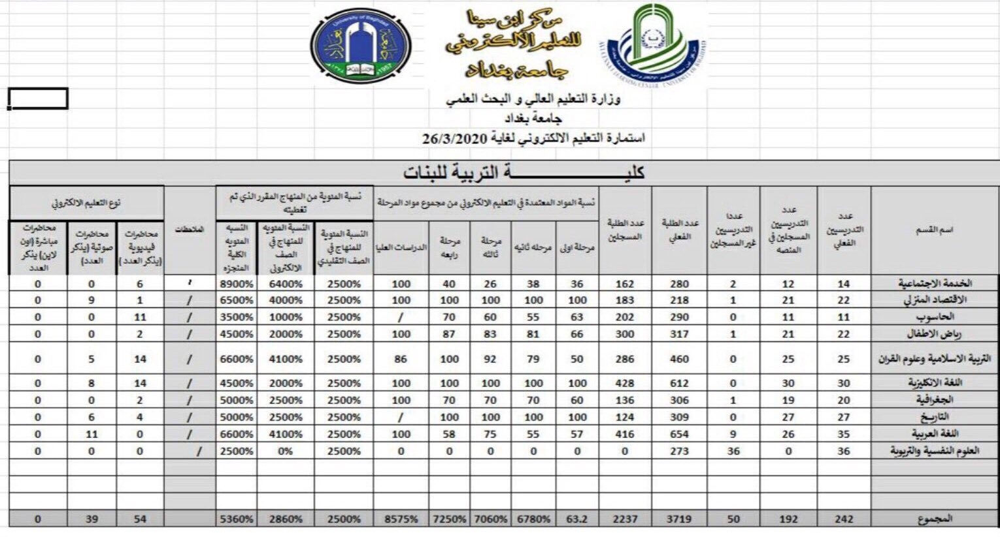 University of Baghdad
جامعة بغداد
1957
مركز ابن سينا
للتعليم الالكتروني
جامعة بغداد
AVICENNA E-LEARNING CENTER - UNIVERSITY OF BAGHDAD
وزارة التعليم العالي و البحث العلمي
جامعة بغداد
استمارة التعليم الالكتروني لغاية 26/3/2020
كليـــــــــــــــة التربية للبنات
اسم القسم
عدد التدريسيين الفعلي
عدد التدريسيين المسجلين في المنصه
عددا التدريسيين غير المسجلين
عدد الطلبة الفعلي
عدد الطلبة المسجلين
نسبة المواد المعتمدة في التعليم الالكتروني من مجموع مواد المرحلة
مرحلة اولى
مرحله ثانيه
مرحلة ثالثه
مرحلة رابعه
الدراسات العليا
نسبة المئوية من المنهاج المقرر الذي تم تغطيته
النسبة المئوية للمنهاج في الصف التقليدي
النسبة المئويه للمنهاج في الصف الالكتروني
النسبه المئويه الكلية المنجزه
الملاحظات
نوع التعليم الالكتروني
محاضرات فيديوية (يذكر العدد)
محاضرات صوتية (يذكر العدد)
محاضرات مباشرة (اون لاين) يذكر العدد
الخدمة الاجتماعية 14 12 2 280 162 36 38 26 40 100 2500% 6400% 8900% / 6 0 0
الاقتصاد المنزلي 22 21 1 218 183 100 100 100 100 100 2500% 4000% 6500% / 1 9 0
الحاسوب 11 11 0 290 202 63 55 60 70 / 2500% 1000% 3500% / 11 0 0
رياض الاطفال 22 21 1 317 300 66 81 83 87 100 2500% 2000% 4500% / 2 0 0
التربية الاسلامية وعلوم القران 25 25 0 460 286 50 79 92 100 86 2500% 4100% 6600% / 14 5 0
اللغة الانكليزية 30 30 0 612 428 100 100 100 100 100 2500% 2000% 4500% / 14 8 0
الجغرافية 20 19 1 306 136 60 70 70 70 100 2500% 2500% 5000% / 2 0 0
التاريخ 27 27 0 309 124 100 100 100 100 / 2500% 2500% 5000% / 4 6 0
اللغة العربية 35 26 9 654 416 57 55 75 58 100 2500% 4100% 6600% / 0 11 0
العلوم النفسية والتربوية 36 0 36 273 0 0 0 0 0 0 2500% 0% 2500% / 0 0 0
المجموع 242 192 50 3719 2237 63.2 6780% 7060% 7250% 8575% 2500% 2860% 5360% 54 39 0